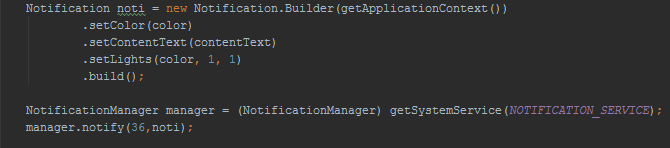 Notification noti = new Notification.Builder(getApplicationContext())
        .setColor(color)
        .setContentText(contentText)
        .setLights(color, 1, 1)
        .build();
NotificationManager manager = (NotificationManager) getSystemService(NOTIFICATION_SERVICE);
manager.notify(36,noti);